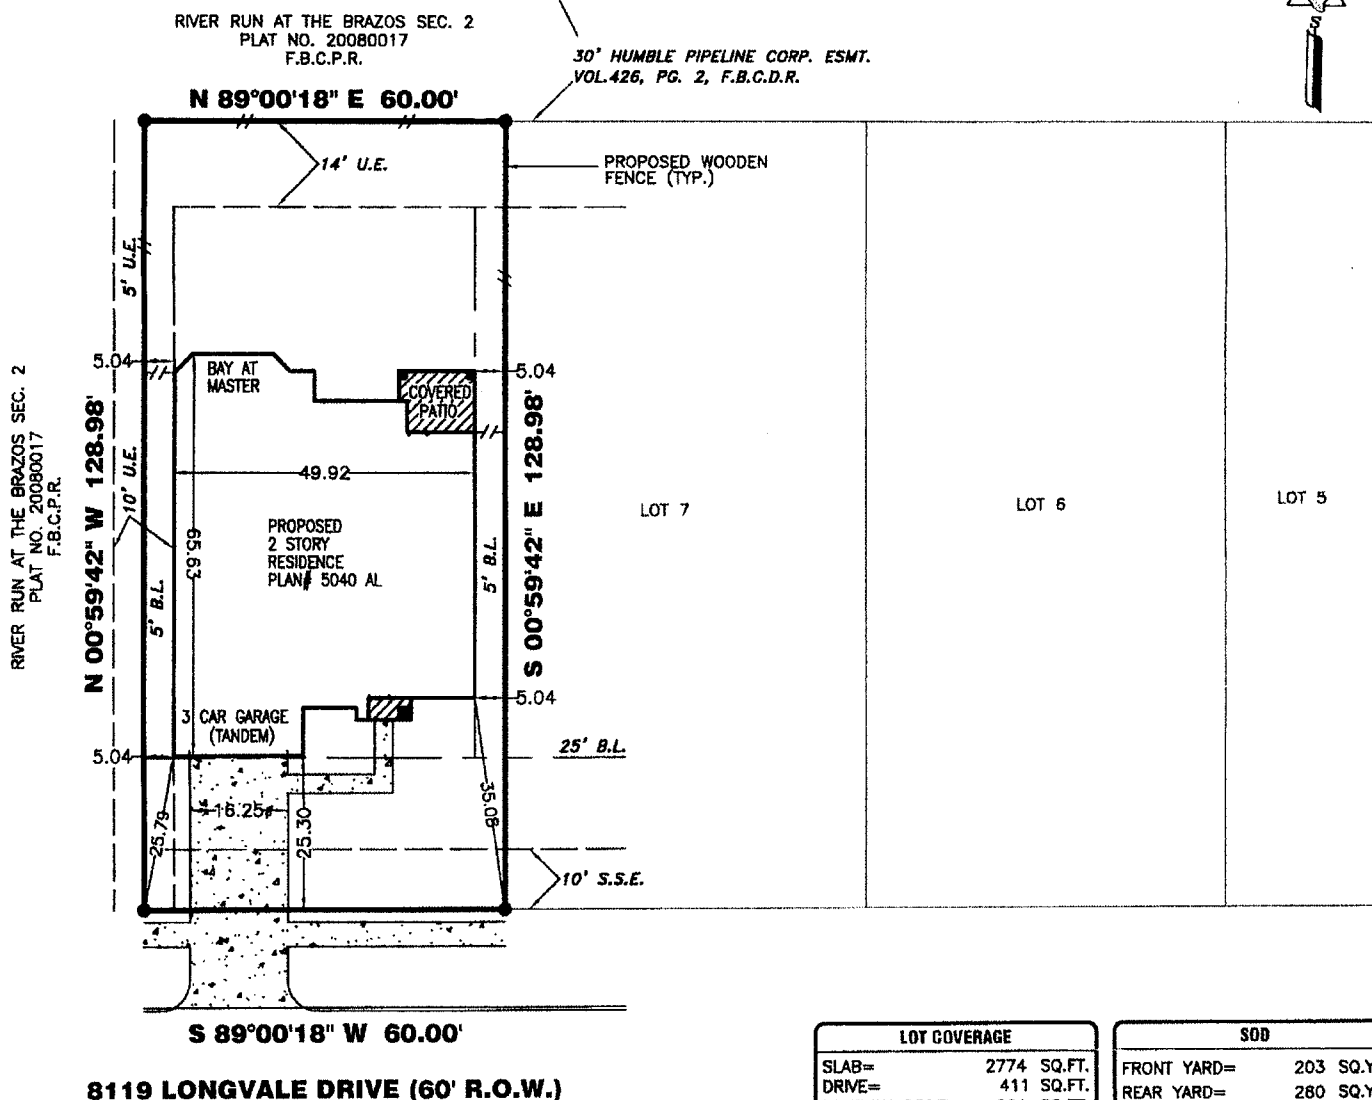 RIVER RUN AT THE BRAZOS SEC. 2
PLAT NO. 20080017
F.B.C.P.R.
S
30' HUMBLE PIPELINE CORP. ESMT.
VOL.426, PG. 2, F.B.C.D.R.
N 89°00'18" E 60.00'
14' U.E.
PROPOSED WOODEN
FENCE (TYP.)
5' U.E.
5.04
BAY AT
MASTER
COVERED
PATIO
5.04
RIVER RUN AT THE BRAZOS SEC. 2
PLAT NO. 20080017
F.B.C.P.R.
N 00°59'42" W 128.98'
10' U.E.
49.92
65.63
PROPOSED
2 STORY
RESIDENCE
PLAN# 5040 AL
5' B.L.
5' B.L.
S 00°59'42" E 128.98'
LOT 7
LOT 6
LOT 5
5.04
3 CAR GARAGE
(TANDEM)
5.04
25' B.L.
25.79
16.25
25.30
35.08
10' S.S.E.
S 89°00'18" W 60.00'
8119 LONGVALE DRIVE (60' R.O.W.)
LOT COVERAGE
SLAB= 2774 SQ.FT.
DRIVE= 411 SQ.FT.
SOD
FRONT YARD= 203 SQ.Y
REAR YARD= 280 SQ.Y